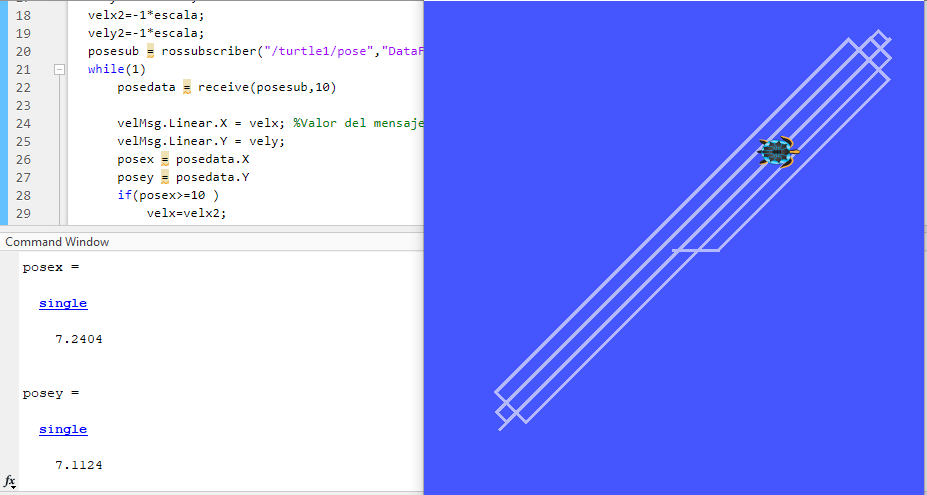 18 velx2=-1*escala;
19 vely2=-1*escala;
20 posesub = rossubscriber("/turtle1/pose","DataF
21 while(1)
22 posedata = receive(posesub,10)
23
24 velMsg.Linear.X = velx; %Valor del mensaje
25 velMsg.Linear.Y = vely;
26 posex = posedata.X
27 posey = posedata.Y
28 if(posex>=10 )
29 velx=velx2;
Command Window
posex =
single
7.2404
posey =
single
7.1124
fx